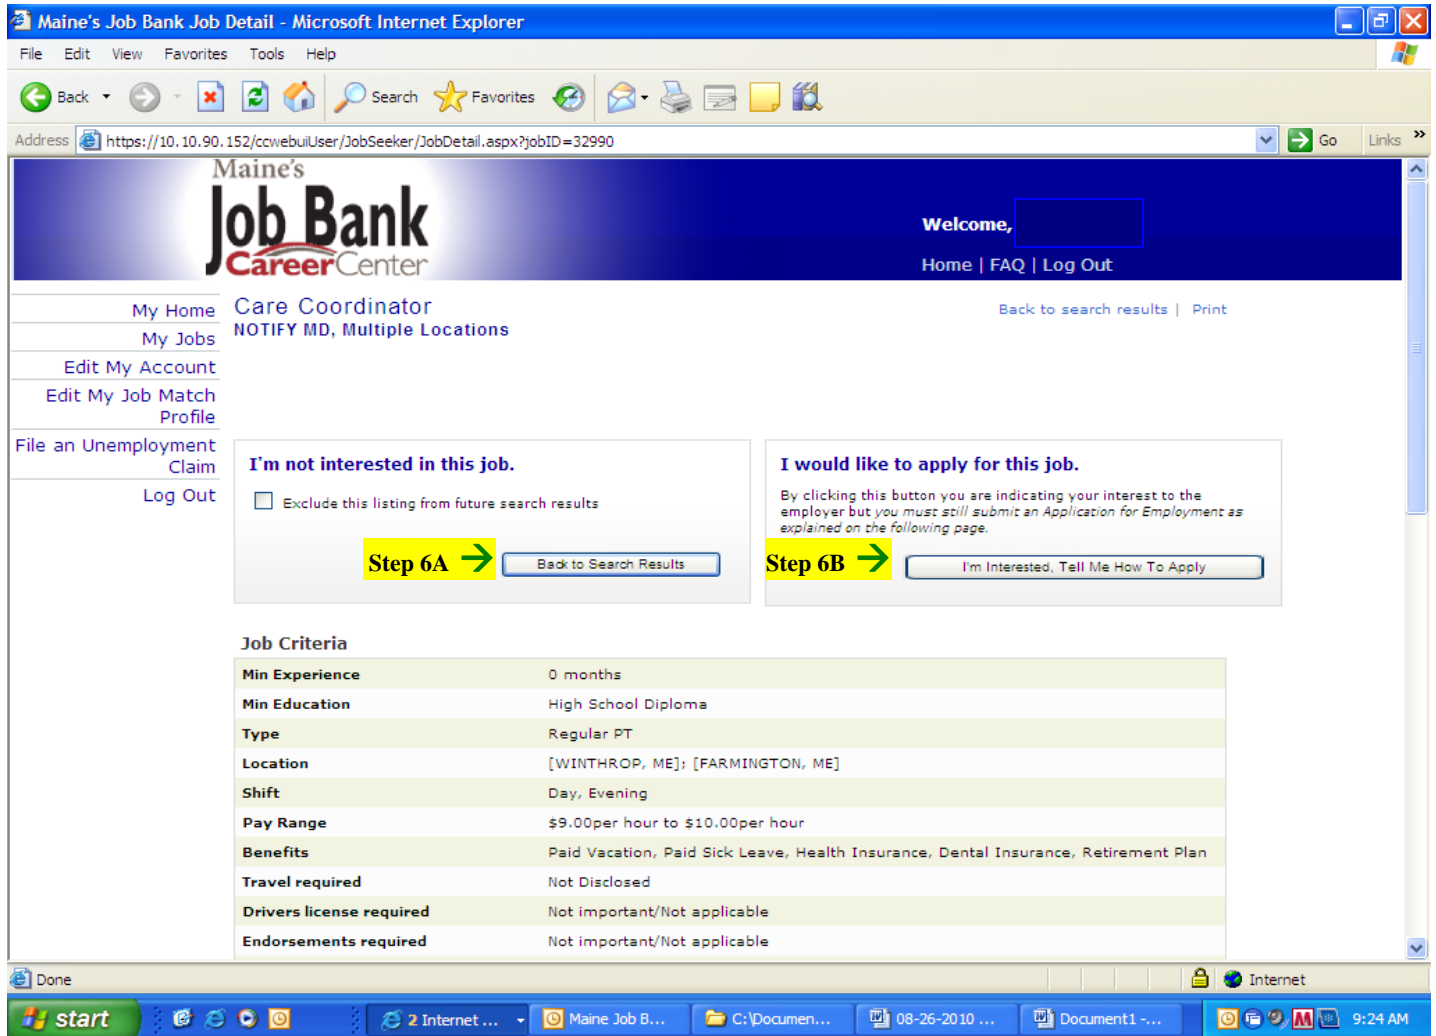 Maine's Job Bank Job Detail - Microsoft Internet Explorer
File Edit View Favorites Tools Help
Back Search Favorites
Address https://10.10.90.152/ccwebuiUser/JobSeeker/JobDetail.aspx?jobID=32990 Go Links »
Maine's
Job Bank
CareerCenter
Welcome,
Home | FAQ | Log Out
My Home
My Jobs
Edit My Account
Edit My Job Match
Profile
File an Unemployment
Claim
Log Out
Care Coordinator
NOTIFY MD, Multiple Locations
Back to search results | Print
I'm not interested in this job.
Exclude this listing from future search results
Step 6A → Back to Search Results
I would like to apply for this job.
By clicking this button you are indicating your interest to the
employer but you must still submit an Application for Employment as
explained on the following page.
Step 6B → I'm Interested, Tell Me How To Apply
Job Criteria
Min Experience 0 months
Min Education High School Diploma
Type Regular PT
Location [WINTHROP, ME]; [FARMINGTON, ME]
Shift Day, Evening
Pay Range $9.00per hour to $10.00per hour
Benefits Paid Vacation, Paid Sick Leave, Health Insurance, Dental Insurance, Retirement Plan
Travel required Not Disclosed
Drivers license required Not important/Not applicable
Endorsements required Not important/Not applicable
Done Internet
start 2 Internet ... Maine Job B... C:\Documen... 08-26-2010 ... Document1 -... 9:24 AM